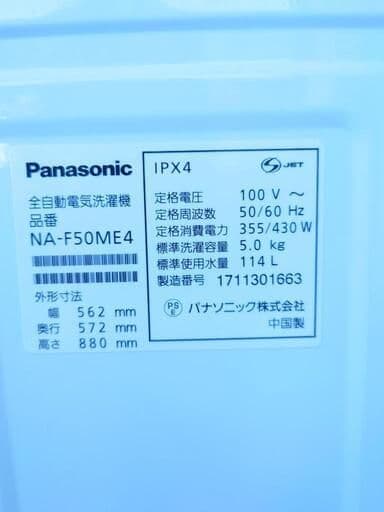 Panasonic
全自動電気洗濯機
品番
NA-F50ME4
外形寸法
幅 562 mm
奥行 572 mm
高さ 880 mm
IPX4
S JET
定格電圧 100 V ～
定格周波数 50/60 Hz
定格消費電力 355/430 W
標準洗濯容量 5.0 kg
標準使用水量 114 L
製造番号 1711301663
PS E パナソニック株式会社
中国製